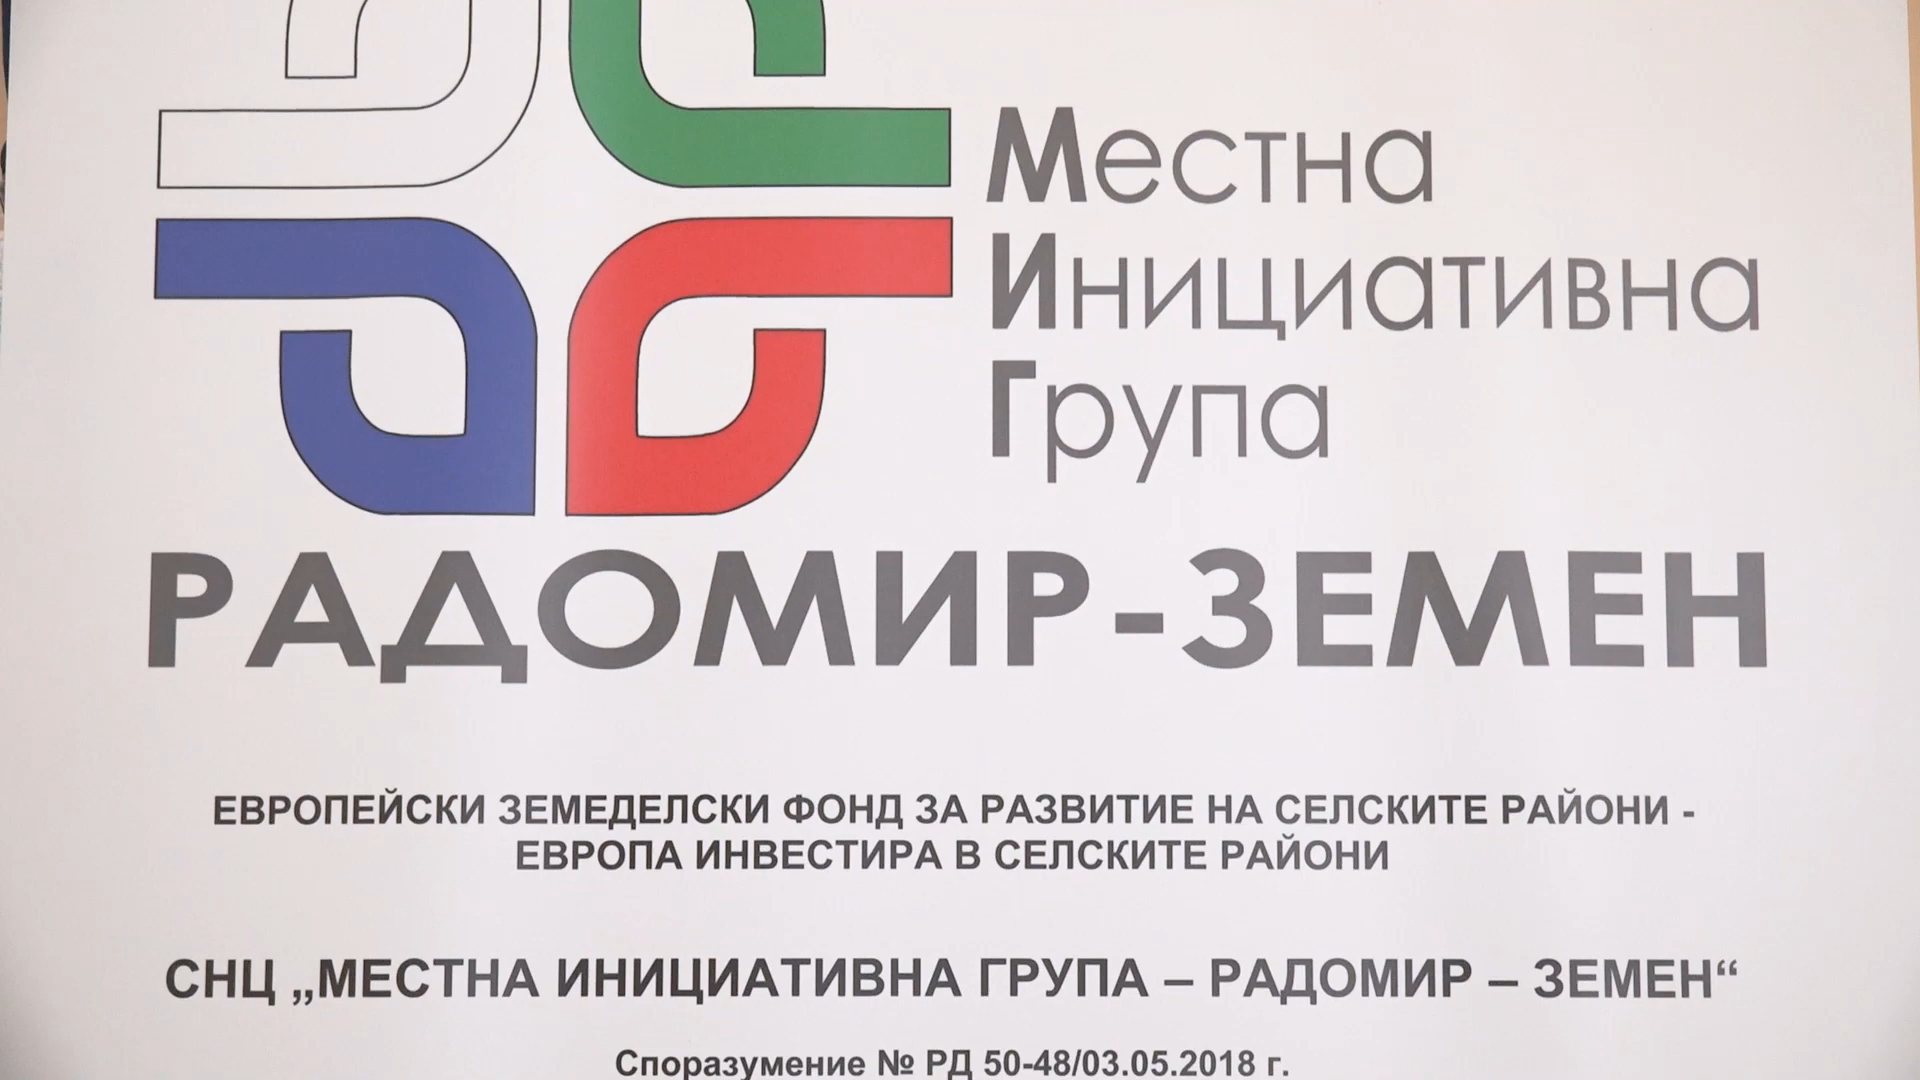 Местна
Инициативна
Група
РАДОМИР-ЗЕМЕН
ЕВРОПЕЙСКИ ЗЕМЕДЕЛСКИ ФОНД ЗА РАЗВИТИЕ НА СЕЛСКИТЕ РАЙОНИ -
ЕВРОПА ИНВЕСТИРА В СЕЛСКИТЕ РАЙОНИ
СНЦ „МЕСТНА ИНИЦИАТИВНА ГРУПА – РАДОМИР – ЗЕМЕН“
Споразумение № РД 50-48/03.05.2018 г.